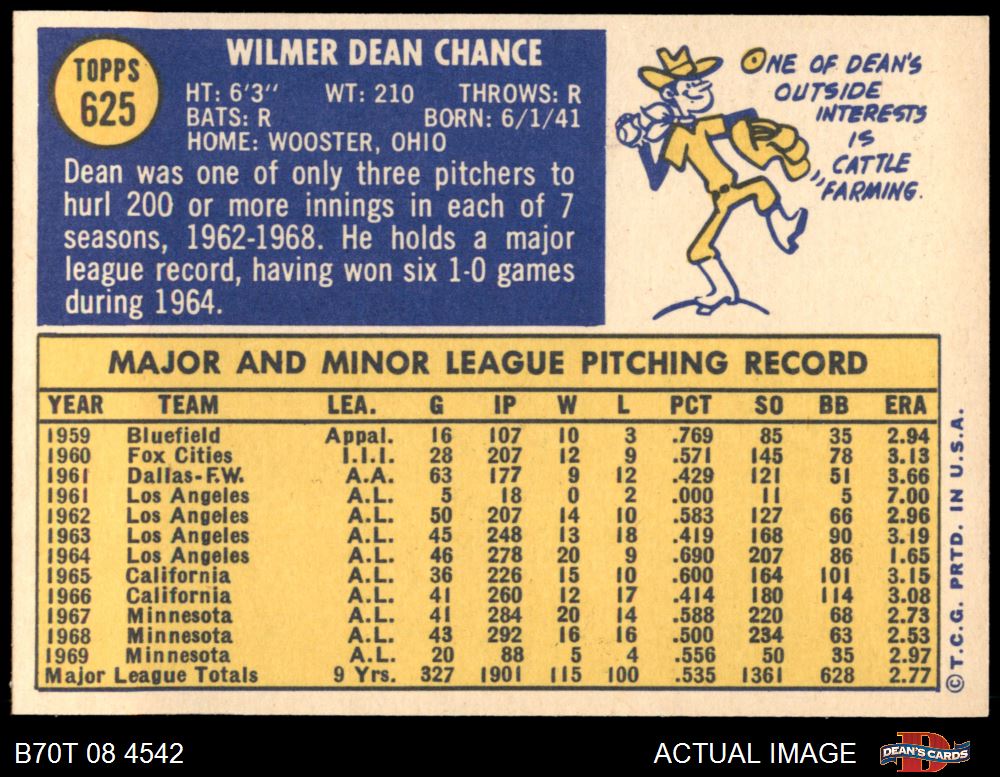 TOPPS
625
WILMER DEAN CHANCE
HT: 6'3" WT: 210 THROWS: R
BATS: R BORN: 6/1/41
HOME: WOOSTER, OHIO
Dean was one of only three pitchers to
hurl 200 or more innings in each of 7
seasons, 1962-1968. He holds a major
league record, having won six 1-0 games
during 1964.
ONE OF DEAN'S
OUTSIDE
INTERESTS
IS
CATTLE
FARMING.
MAJOR AND MINOR LEAGUE PITCHING RECORD
YEAR TEAM LEA. G IP W L PCT SO BB ERA
1959 Bluefield Appal. 16 107 10 3 .769 85 35 2.94
1960 Fox Cities I.I.I. 28 207 12 9 .571 145 78 3.13
1961 Dallas-F.W. A.A. 63 177 9 12 .429 121 51 3.66
1961 Los Angeles A.L. 5 18 0 2 .000 11 5 7.00
1962 Los Angeles A.L. 50 207 14 10 .583 127 66 2.96
1963 Los Angeles A.L. 45 248 13 18 .419 168 90 3.19
1964 Los Angeles A.L. 46 278 20 9 .690 207 86 1.65
1965 California A.L. 36 226 15 10 .600 164 101 3.15
1966 California A.L. 41 260 12 17 .414 180 114 3.08
1967 Minnesota A.L. 41 284 20 14 .588 220 68 2.73
1968 Minnesota A.L. 43 292 16 16 .500 234 63 2.53
1969 Minnesota A.L. 20 88 5 4 .556 50 35 2.97
Major League Totals 9 Yrs. 327 1901 115 100 .535 1361 628 2.77
© T.C.G. PRTD. IN U.S.A.
B70T 08 4542
ACTUAL IMAGE
D
DEAN'S CARDS